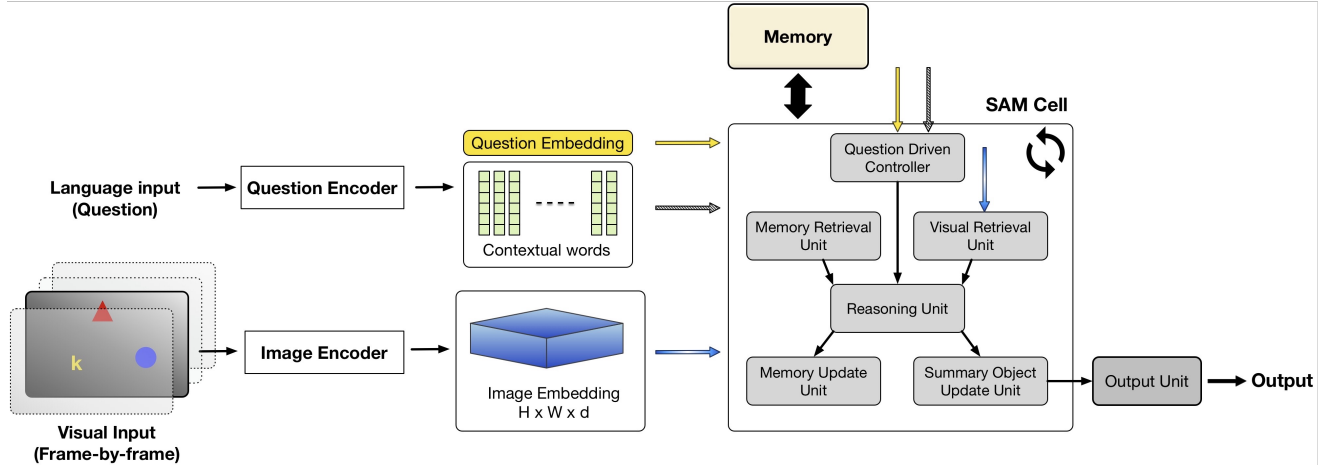 Memory
SAM Cell
Question Embedding
Question Driven
Controller
Language input
(Question)
Question Encoder
Contextual words
Memory Retrieval
Unit
Visual Retrieval
Unit
Reasoning Unit
k
Image Encoder
Image Embedding
H x W x d
Memory Update
Unit
Summary Object
Update Unit
Output Unit
Output
Visual Input
(Frame-by-frame)